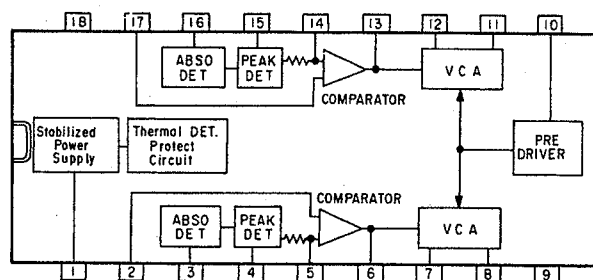 18 17 16 15 14 13 12 11 10
ABSO
DET
PEAK
DET
COMPARATOR
VCA
Stabilized
Power
Supply
Thermal DET.
Protect
Circuit
PRE
DRIVER
COMPARATOR
ABSO
DET
PEAK
DET
VCA
1 2 3 4 5 6 7 8 9